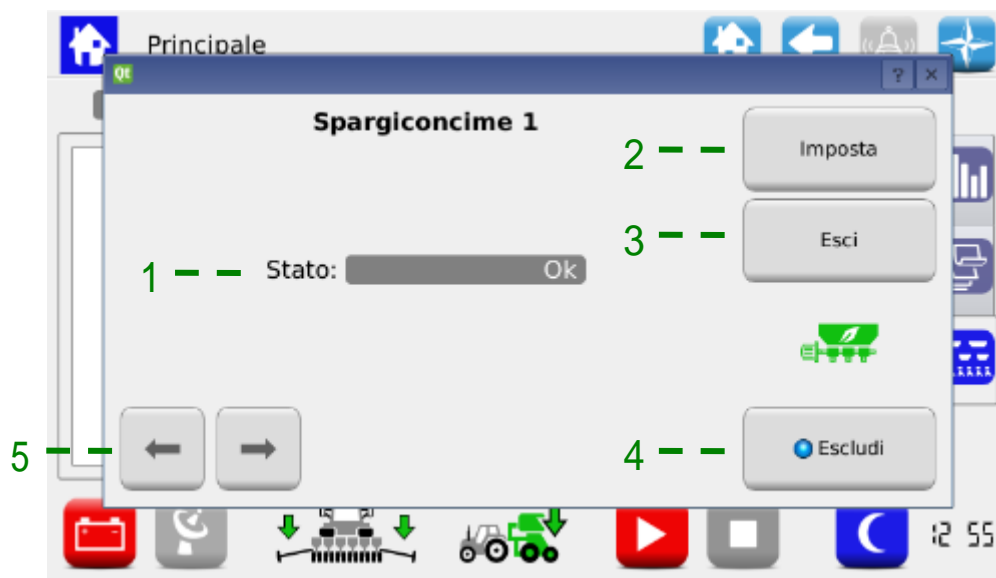 Principale
Qt
? ×
Spargiconcime 1
2
Imposta
3
Esci
1
Stato:
Ok
5
4
Escludi
12 55